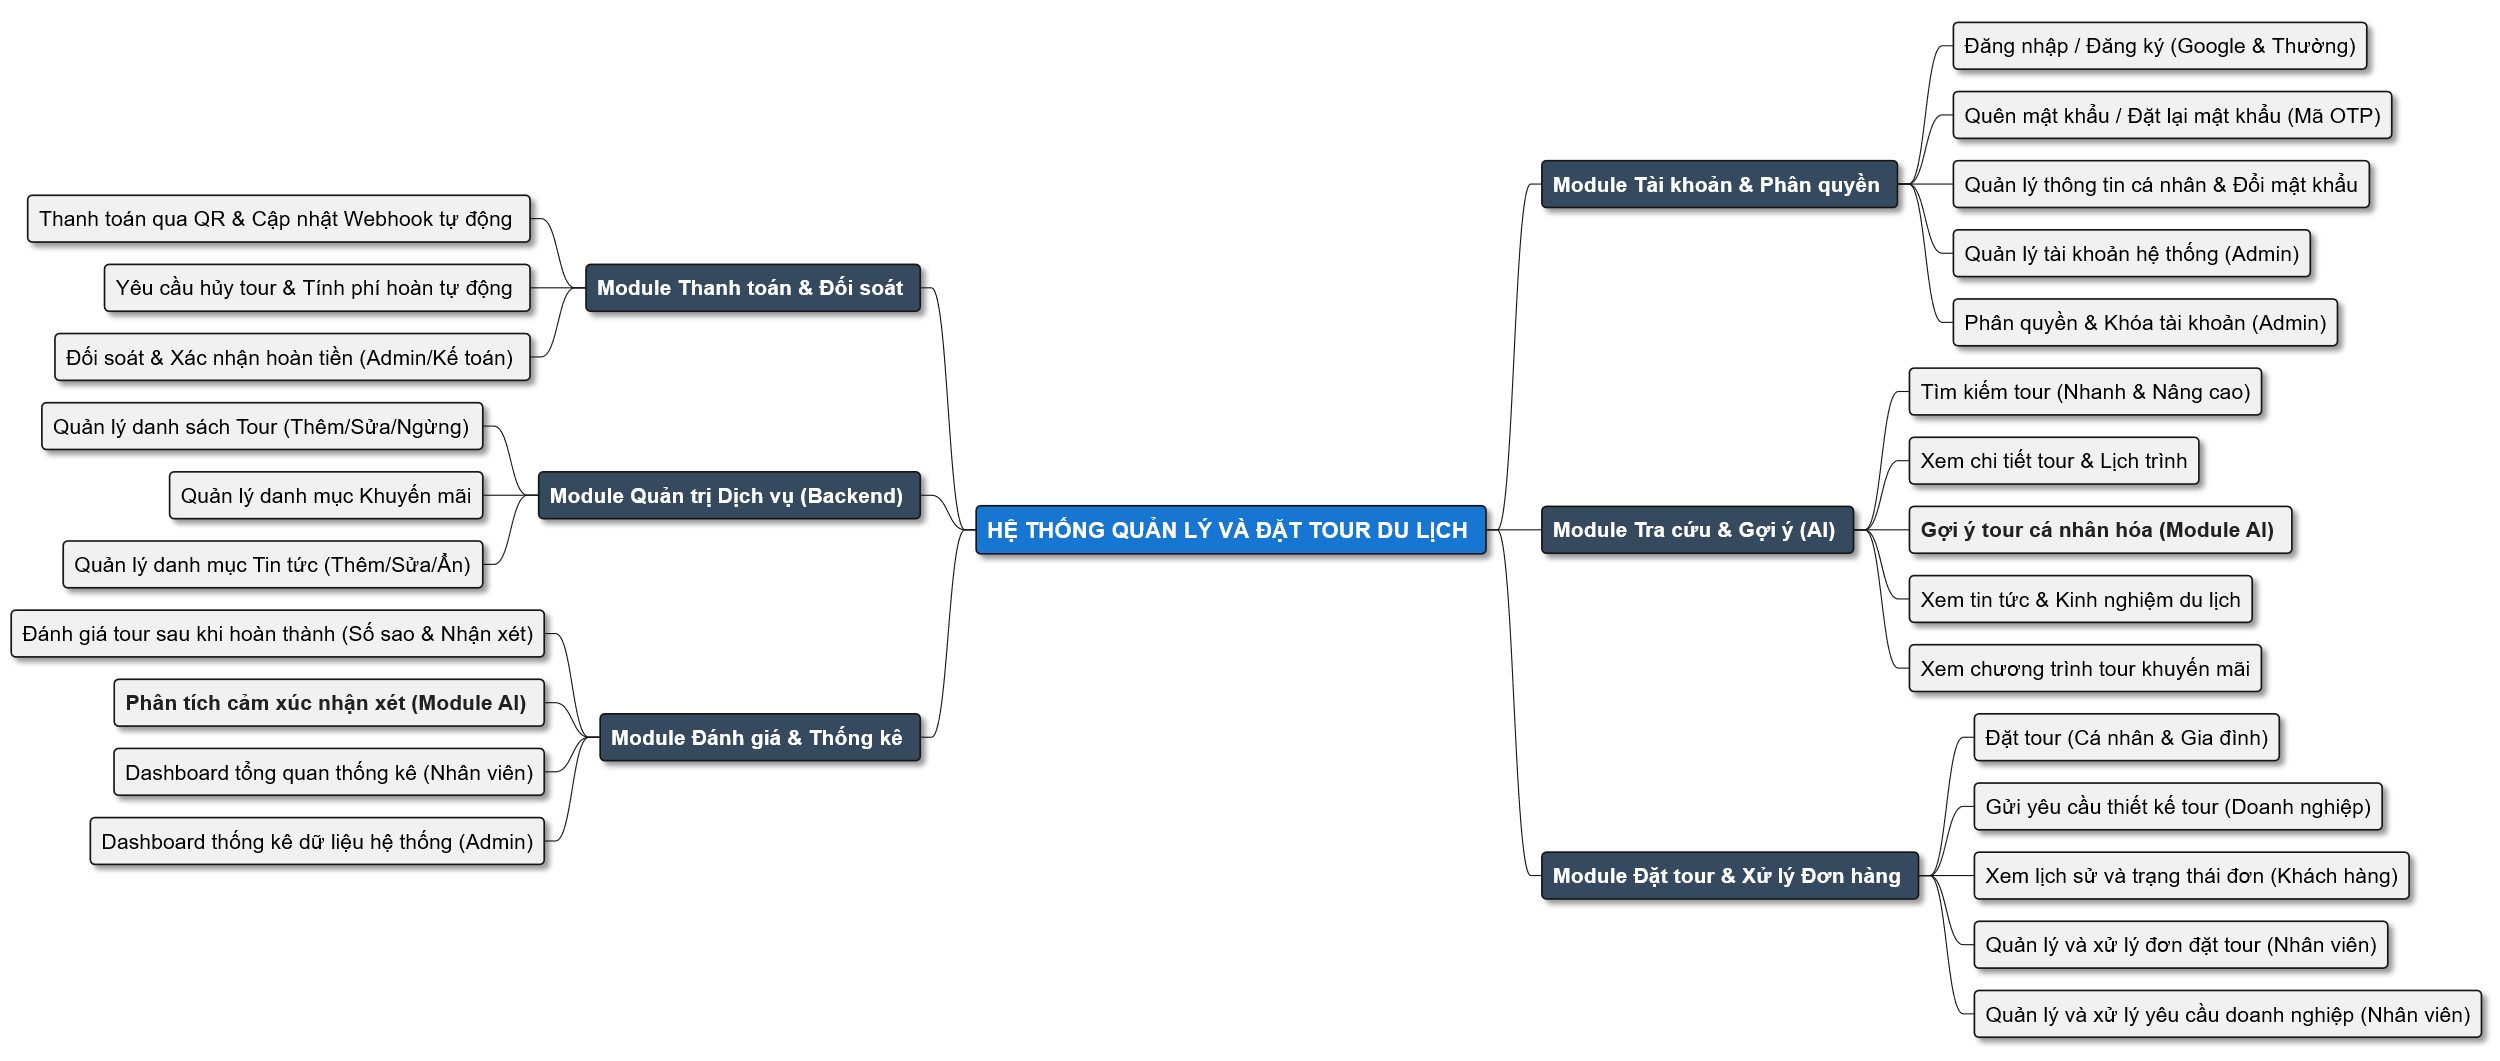 HỆ THỐNG QUẢN LÝ VÀ ĐẶT TOUR DU LỊCH
Module Tài khoản & Phân quyền
Đăng nhập / Đăng ký (Google & Thường)
Quên mật khẩu / Đặt lại mật khẩu (Mã OTP)
Quản lý thông tin cá nhân & Đổi mật khẩu
Quản lý tài khoản hệ thống (Admin)
Phân quyền & Khóa tài khoản (Admin)
Module Tra cứu & Gợi ý (AI)
Tìm kiếm tour (Nhanh & Nâng cao)
Xem chi tiết tour & Lịch trình
Gợi ý tour cá nhân hóa (Module AI)
Xem tin tức & Kinh nghiệm du lịch
Xem chương trình tour khuyến mãi
Module Đặt tour & Xử lý Đơn hàng
Đặt tour (Cá nhân & Gia đình)
Gửi yêu cầu thiết kế tour (Doanh nghiệp)
Xem lịch sử và trạng thái đơn (Khách hàng)
Quản lý và xử lý đơn đặt tour (Nhân viên)
Quản lý và xử lý yêu cầu doanh nghiệp (Nhân viên)
Module Thanh toán & Đối soát
Thanh toán qua QR & Cập nhật Webhook tự động
Yêu cầu hủy tour & Tính phí hoàn tự động
Đối soát & Xác nhận hoàn tiền (Admin/Kế toán)
Module Quản trị Dịch vụ (Backend)
Quản lý danh sách Tour (Thêm/Sửa/Ngừng)
Quản lý danh mục Khuyến mãi
Quản lý danh mục Tin tức (Thêm/Sửa/Ẩn)
Module Đánh giá & Thống kê
Đánh giá tour sau khi hoàn thành (Số sao & Nhận xét)
Phân tích cảm xúc nhận xét (Module AI)
Dashboard tổng quan thống kê (Nhân viên)
Dashboard thống kê dữ liệu hệ thống (Admin)